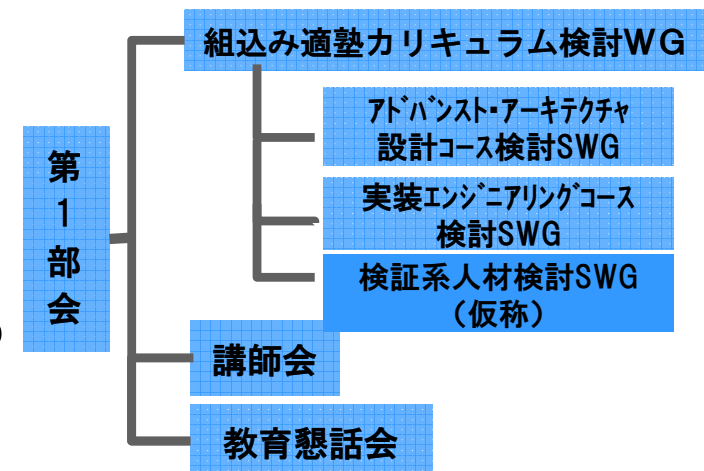 組込み適塾カリキュラム検討WG
アドバンスト・アーキテクチャ
設計コース検討SWG
第1部会
実装エンジニアリングコース
検討SWG
検証系人材検討SWG
（仮称）
)
講師会
教育懇話会